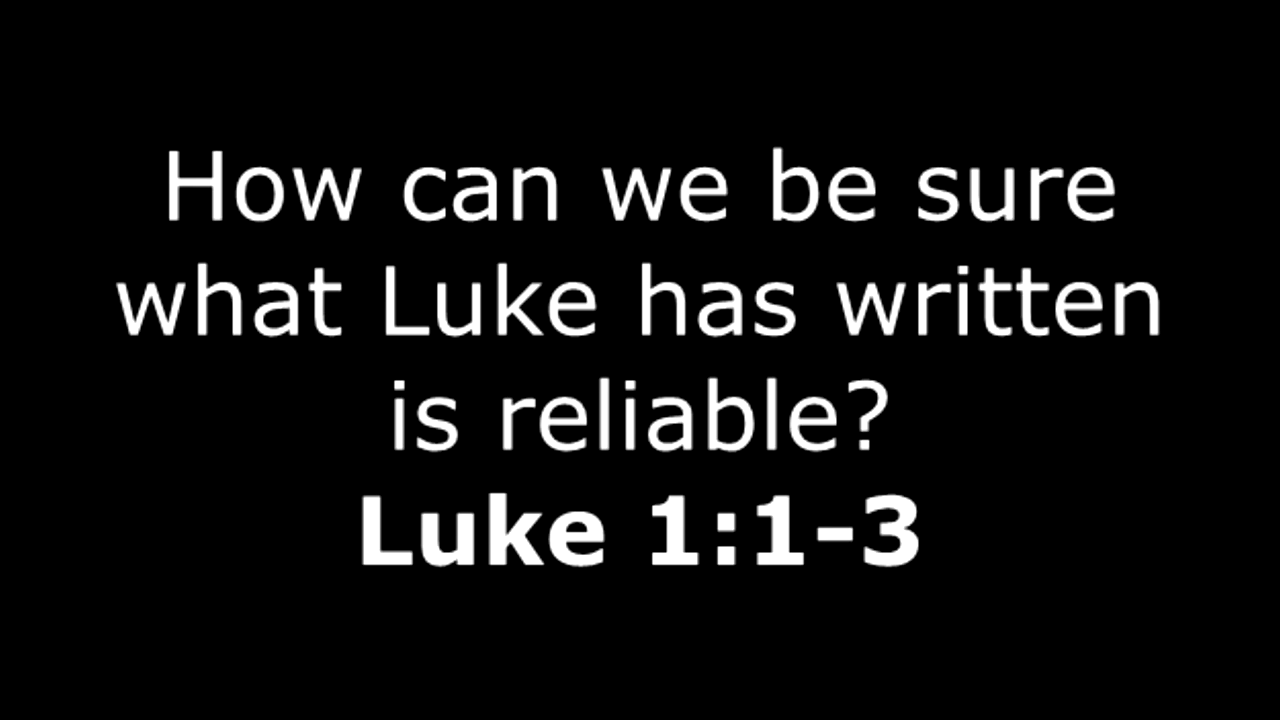 How can we be sure
what Luke has written
is reliable?
Luke 1:1-3